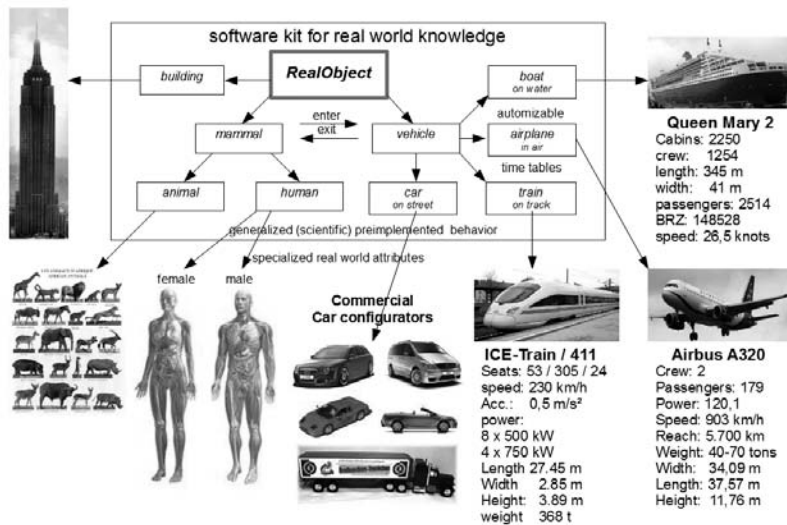 software kit for real world knowledge
RealObject
building
boat
on water
enter
exit
automizable
mammal
vehicle
airplane
in air
time tables
animal
human
car
on street
train
on track
generalized (scientific) preimplemented behavior
specialized real world attributes
female
male
Commercial
Car configurators
Queen Mary 2
Cabins: 2250
crew: 1254
length: 345 m
width: 41 m
passengers: 2514
BRZ: 148528
speed: 26,5 knots
ICE-Train / 411
Seats: 53 / 305 / 24
speed: 230 km/h
Acc.: 0,5 m/s²
power:
8 x 500 kW
4 x 750 kW
Length 27.45 m
Width 2.85 m
Height: 3.89 m
weight 368 t
Airbus A320
Crew: 2
Passengers: 179
Power: 120,1
Speed: 903 km/h
Reach: 5.700 km
Weight: 40-70 tons
Width: 34,09 m
Length: 37,57 m
Height: 11,76 m